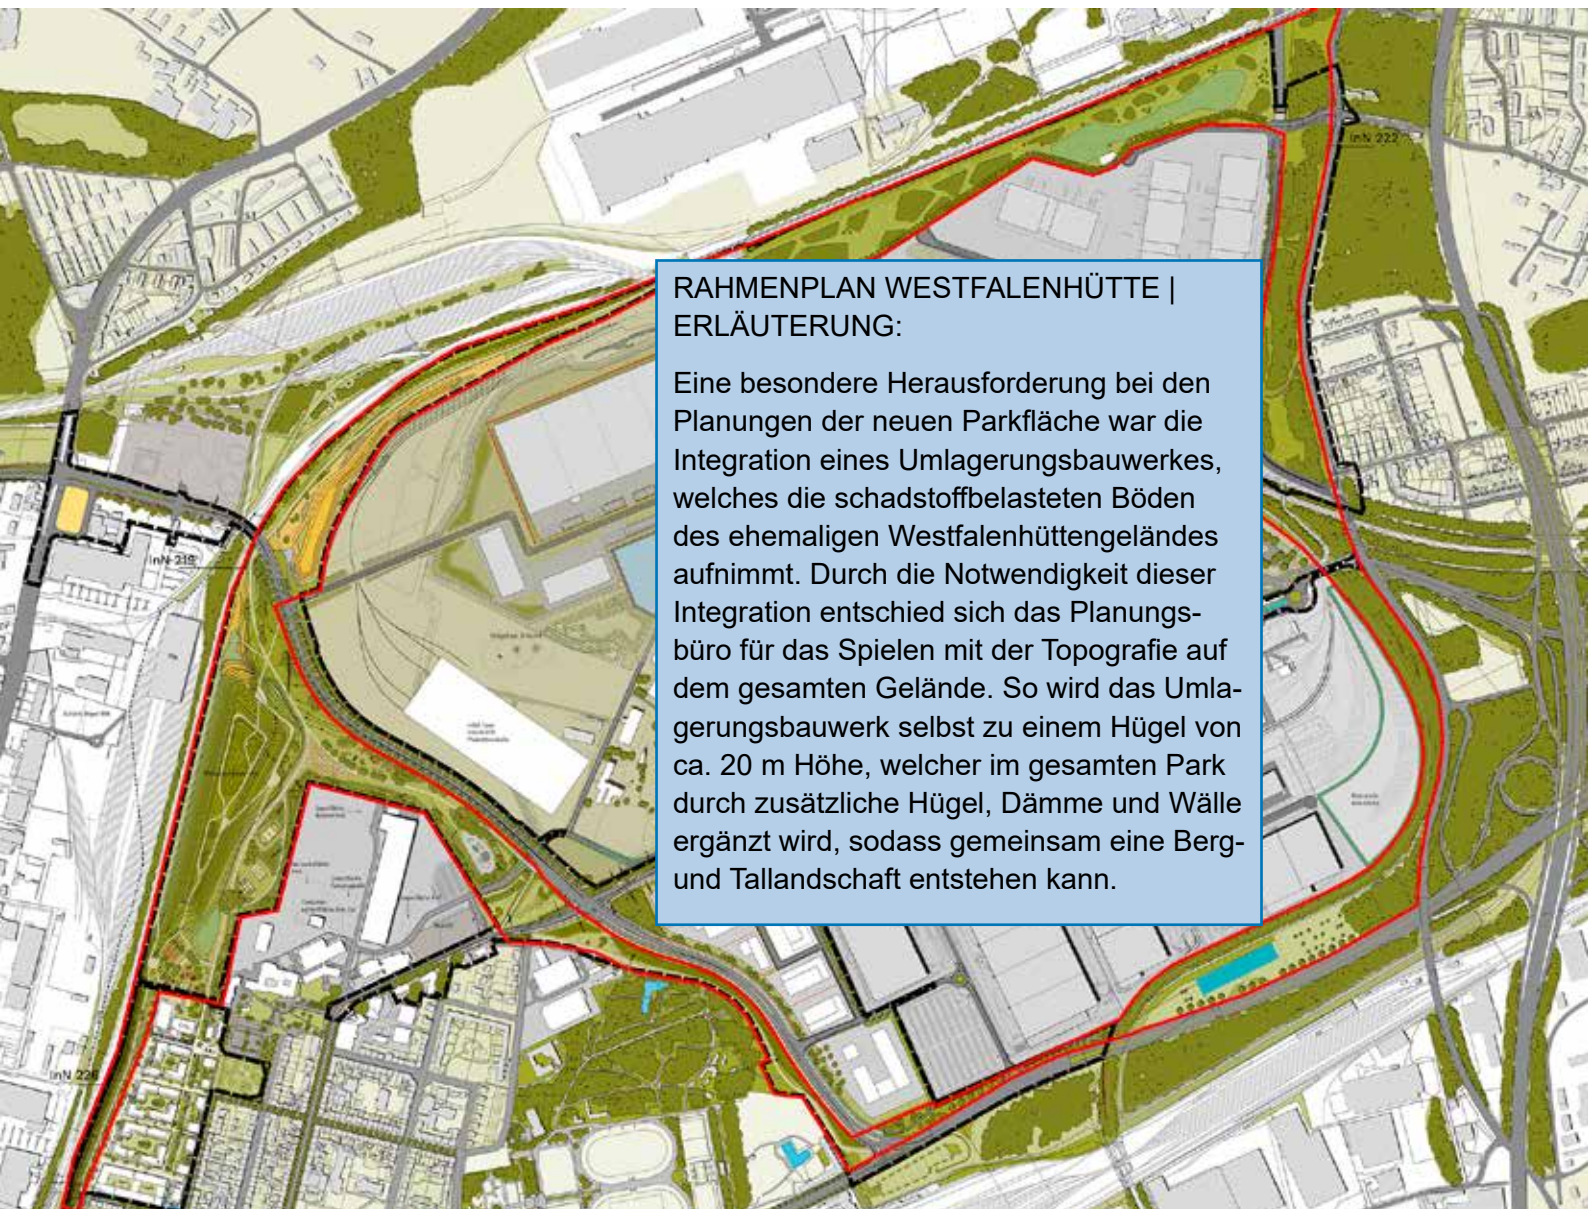 InN 222
RAHMENPLAN WESTFALENHÜTTE |
ERLÄUTERUNG:
Eine besondere Herausforderung bei den
Planungen der neuen Parkfläche war die
Integration eines Umlagerungsbauwerkes,
welches die schadstoffbelasteten Böden
des ehemaligen Westfalenhüttengeländes
aufnimmt. Durch die Notwendigkeit dieser
Integration entschied sich das Planungs-
büro für das Spielen mit der Topografie auf
dem gesamten Gelände. So wird das Umla-
gerungsbauwerk selbst zu einem Hügel von
ca. 20 m Höhe, welcher im gesamten Park
durch zusätzliche Hügel, Dämme und Wälle
ergänzt wird, sodass gemeinsam eine Berg-
und Tallandschaft entstehen kann.
InN 219
InN 226